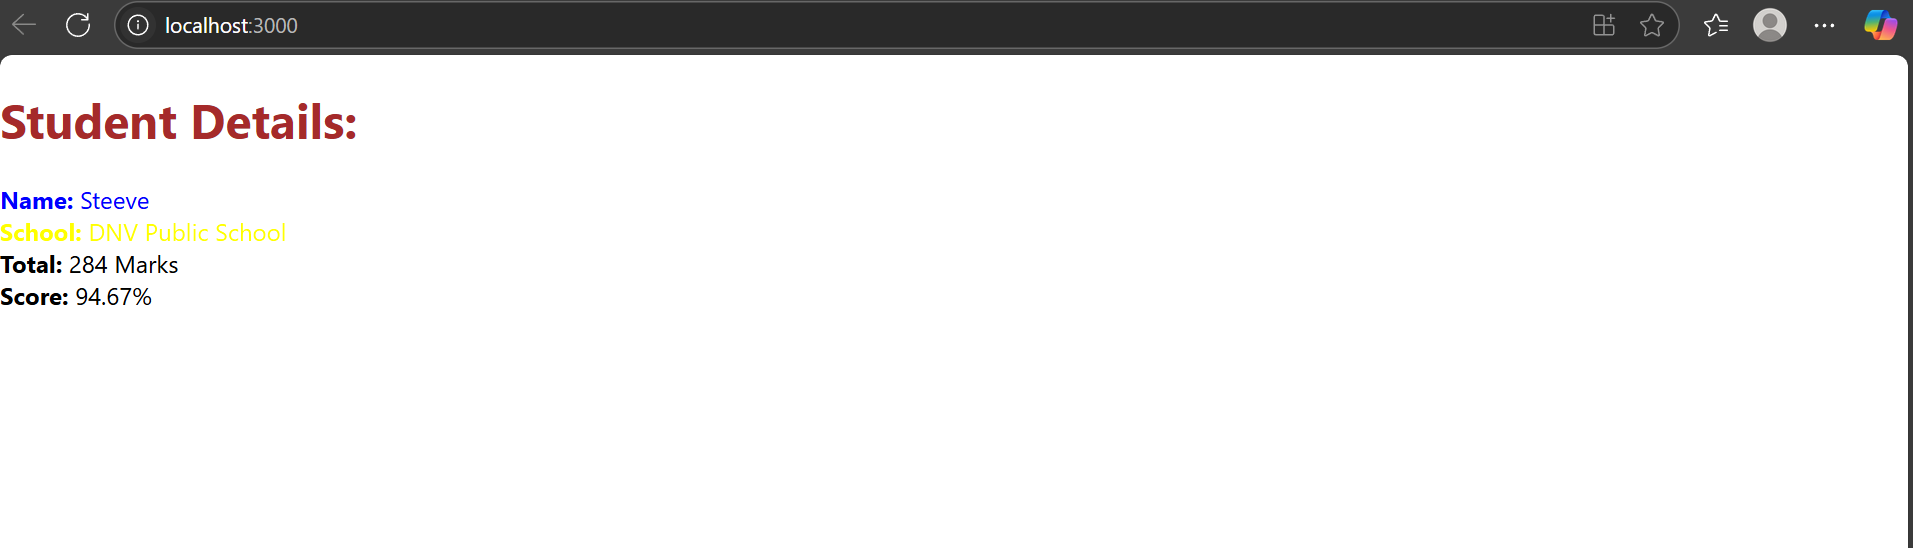 localhost:3000
Student Details:
Name: Steeve
School: DNV Public School
Total: 284 Marks
Score: 94.67%